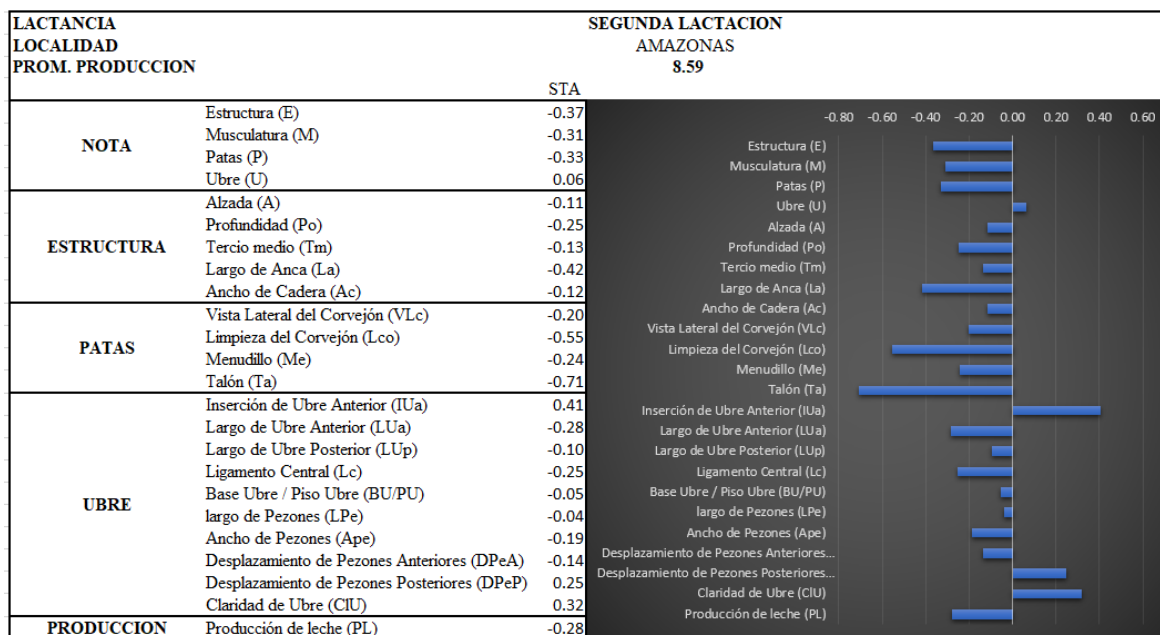 LACTANCIA SEGUNDA LACTACION
LOCALIDAD AMAZONAS
PROM. PRODUCCION 8.59
STA
NOTA
Estructura (E) -0.37
Musculatura (M) -0.31
Patas (P) -0.33
Ubre (U) 0.06
ESTRUCTURA
Alzada (A) -0.11
Profundidad (Po) -0.25
Tercio medio (Tm) -0.13
Largo de Anca (La) -0.42
Ancho de Cadera (Ac) -0.12
PATAS
Vista Lateral del Corvejón (VLc) -0.20
Limpieza del Corvejón (Lco) -0.55
Menudillo (Me) -0.24
Talón (Ta) -0.71
UBRE
Inserción de Ubre Anterior (IUa) 0.41
Largo de Ubre Anterior (LUa) -0.28
Largo de Ubre Posterior (LUp) -0.10
Ligamento Central (Lc) -0.25
Base Ubre / Piso Ubre (BU/PU) -0.05
largo de Pezones (LPe) -0.04
Ancho de Pezones (Ape) -0.19
Desplazamiento de Pezones Anteriores (DPeA) -0.14
Desplazamiento de Pezones Posteriores (DPeP) 0.25
Claridad de Ubre (ClU) 0.32
PRODUCCION Producción de leche (PL) -0.28
-0.80 -0.60 -0.40 -0.20 0.00 0.20 0.40 0.60
Estructura (E)
Musculatura (M)
Patas (P)
Ubre (U)
Alzada (A)
Profundidad (Po)
Tercio medio (Tm)
Largo de Anca (La)
Ancho de Cadera (Ac)
Vista Lateral del Corvejón (VLc)
Limpieza del Corvejón (Lco)
Menudillo (Me)
Talón (Ta)
Inserción de Ubre Anterior (IUa)
Largo de Ubre Anterior (LUa)
Largo de Ubre Posterior (LUp)
Ligamento Central (Lc)
Base Ubre / Piso Ubre (BU/PU)
largo de Pezones (LPe)
Ancho de Pezones (Ape)
Desplazamiento de Pezones Anteriores...
Desplazamiento de Pezones Posteriores...
Claridad de Ubre (ClU)
Producción de leche (PL)